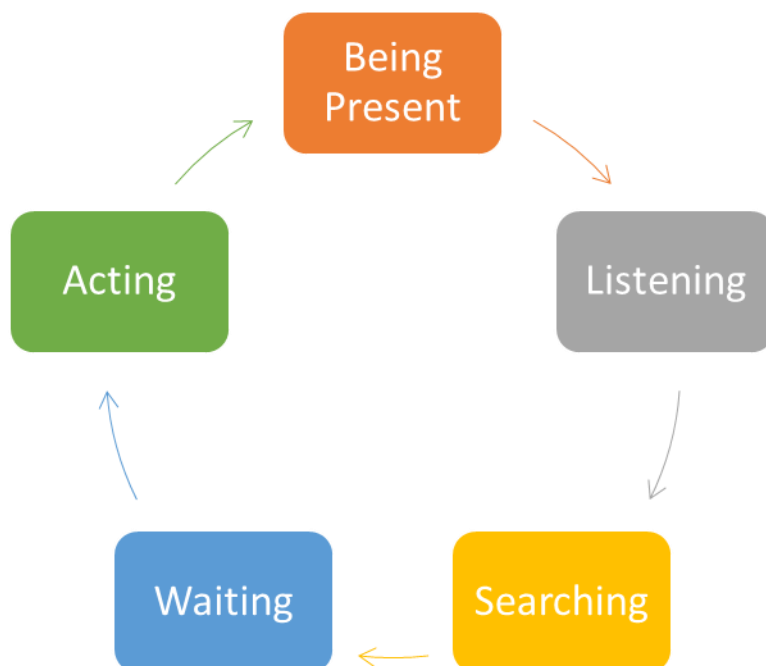 Being
Present
Listening
Searching
Waiting
Acting